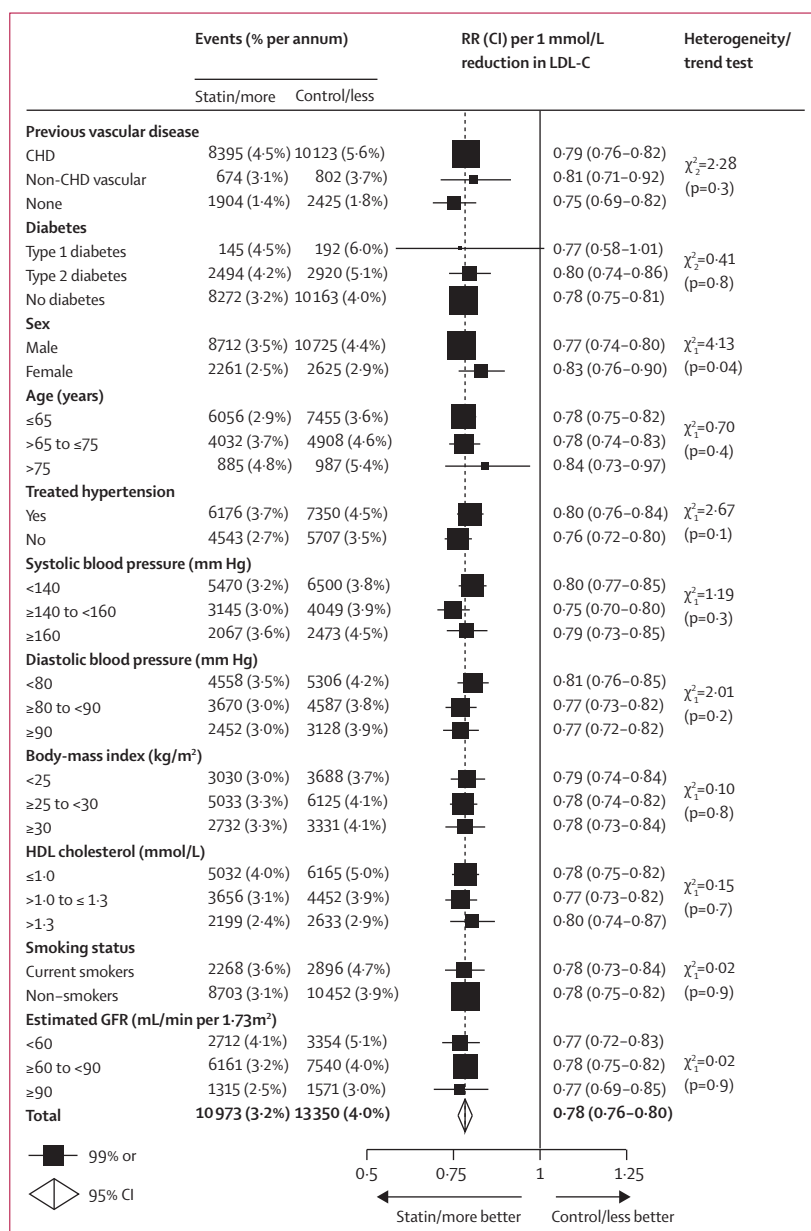 Events (% per annum) RR (CI) per 1 mmol/L reduction in LDL-C Heterogeneity/ trend test
Statin/more Control/less
Previous vascular disease
CHD 8395 (4·5%) 10 123 (5·6%) 0·79 (0·76–0·82)
Non-CHD vascular 674 (3·1%) 802 (3·7%) 0·81 (0·71–0·92) χ²₂=2·28 (p=0·3)
None 1904 (1·4%) 2425 (1·8%) 0·75 (0·69–0·82)
Diabetes
Type 1 diabetes 145 (4·5%) 192 (6·0%) 0·77 (0·58–1·01)
Type 2 diabetes 2494 (4·2%) 2920 (5·1%) 0·80 (0·74–0·86) χ²₂=0·41 (p=0·8)
No diabetes 8272 (3·2%) 10 163 (4·0%) 0·78 (0·75–0·81)
Sex
Male 8712 (3·5%) 10 725 (4·4%) 0·77 (0·74–0·80) χ²₁=4·13
Female 2261 (2·5%) 2625 (2·9%) 0·83 (0·76–0·90) (p=0·04)
Age (years)
≤65 6056 (2·9%) 7455 (3·6%) 0·78 (0·75–0·82)
>65 to ≤75 4032 (3·7%) 4908 (4·6%) 0·78 (0·74–0·83) χ²₁=0·70 (p=0·4)
>75 885 (4·8%) 987 (5·4%) 0·84 (0·73–0·97)
Treated hypertension
Yes 6176 (3·7%) 7350 (4·5%) 0·80 (0·76–0·84) χ²₁=2·67
No 4543 (2·7%) 5707 (3·5%) 0·76 (0·72–0·80) (p=0·1)
Systolic blood pressure (mm Hg)
<140 5470 (3·2%) 6500 (3·8%) 0·80 (0·77–0·85)
≥140 to <160 3145 (3·0%) 4049 (3·9%) 0·75 (0·70–0·80) χ²₁=1·19 (p=0·3)
≥160 2067 (3·6%) 2473 (4·5%) 0·79 (0·73–0·85)
Diastolic blood pressure (mm Hg)
<80 4558 (3·5%) 5306 (4·2%) 0·81 (0·76–0·85)
≥80 to <90 3670 (3·0%) 4587 (3·8%) 0·77 (0·73–0·82) χ²₁=2·01 (p=0·2)
≥90 2452 (3·0%) 3128 (3·9%) 0·77 (0·72–0·82)
Body-mass index (kg/m²)
<25 3030 (3·0%) 3688 (3·7%) 0·79 (0·74–0·84)
≥25 to <30 5033 (3·3%) 6125 (4·1%) 0·78 (0·74–0·82) χ²₁=0·10 (p=0·8)
≥30 2732 (3·3%) 3331 (4·1%) 0·78 (0·73–0·84)
HDL cholesterol (mmol/L)
≤1·0 5032 (4·0%) 6165 (5·0%) 0·78 (0·75–0·82)
>1·0 to ≤ 1·3 3656 (3·1%) 4452 (3·9%) 0·77 (0·73–0·82) χ²₁=0·15 (p=0·7)
>1·3 2199 (2·4%) 2633 (2·9%) 0·80 (0·74–0·87)
Smoking status
Current smokers 2268 (3·6%) 2896 (4·7%) 0·78 (0·73–0·84) χ²₁=0·02
Non–smokers 8703 (3·1%) 10 452 (3·9%) 0·78 (0·75–0·82) (p=0·9)
Estimated GFR (mL/min per 1·73m²)
<60 2712 (4·1%) 3354 (5·1%) 0·77 (0·72–0·83)
≥60 to <90 6161 (3·2%) 7540 (4·0%) 0·78 (0·75–0·82) χ²₁=0·02 (p=0·9)
≥90 1315 (2·5%) 1571 (3·0%) 0·77 (0·69–0·85)
Total 10 973 (3·2%) 13 350 (4·0%) 0·78 (0·76–0·80)
99% or
95% CI
0·5 0·75 1 1·25
Statin/more better Control/less better